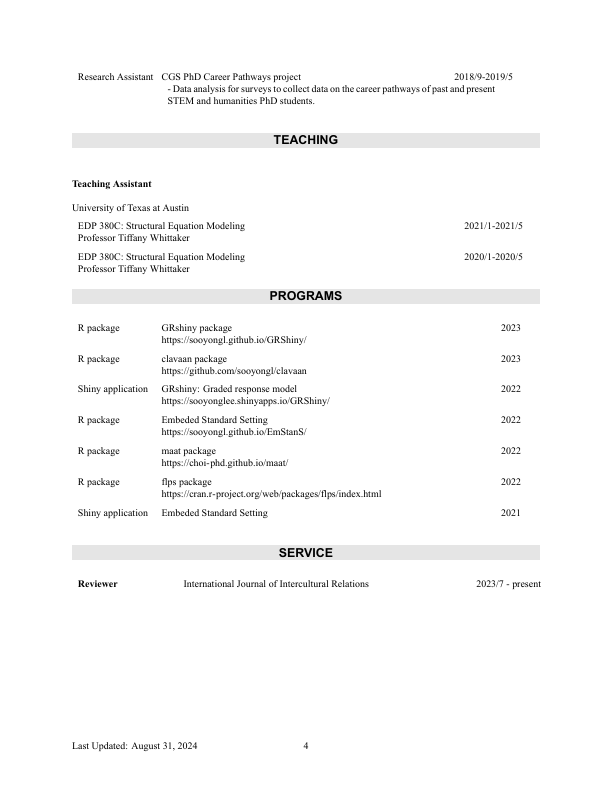 Research Assistant CGS PhD Career Pathways project 2018/9-2019/5
- Data analysis for surveys to collect data on the career pathways of past and present
STEM and humanities PhD students.
TEACHING
Teaching Assistant
University of Texas at Austin
EDP 380C: Structural Equation Modeling 2021/1-2021/5
Professor Tiffany Whittaker
EDP 380C: Structural Equation Modeling 2020/1-2020/5
Professor Tiffany Whittaker
PROGRAMS
R package GRshiny package 2023
https://sooyongl.github.io/GRShiny/
R package clavaan package 2023
https://github.com/sooyongl/clavaan
Shiny application GRshiny: Graded response model 2022
https://sooyonglee.shinyapps.io/GRShiny/
R package Embeded Standard Setting 2022
https://sooyongl.github.io/EmStanS/
R package maat package 2022
https://choi-phd.github.io/maat/
R package flps package 2022
https://cran.r-project.org/web/packages/flps/index.html
Shiny application Embeded Standard Setting 2021
SERVICE
Reviewer International Journal of Intercultural Relations 2023/7 - present
Last Updated: August 31, 2024 4